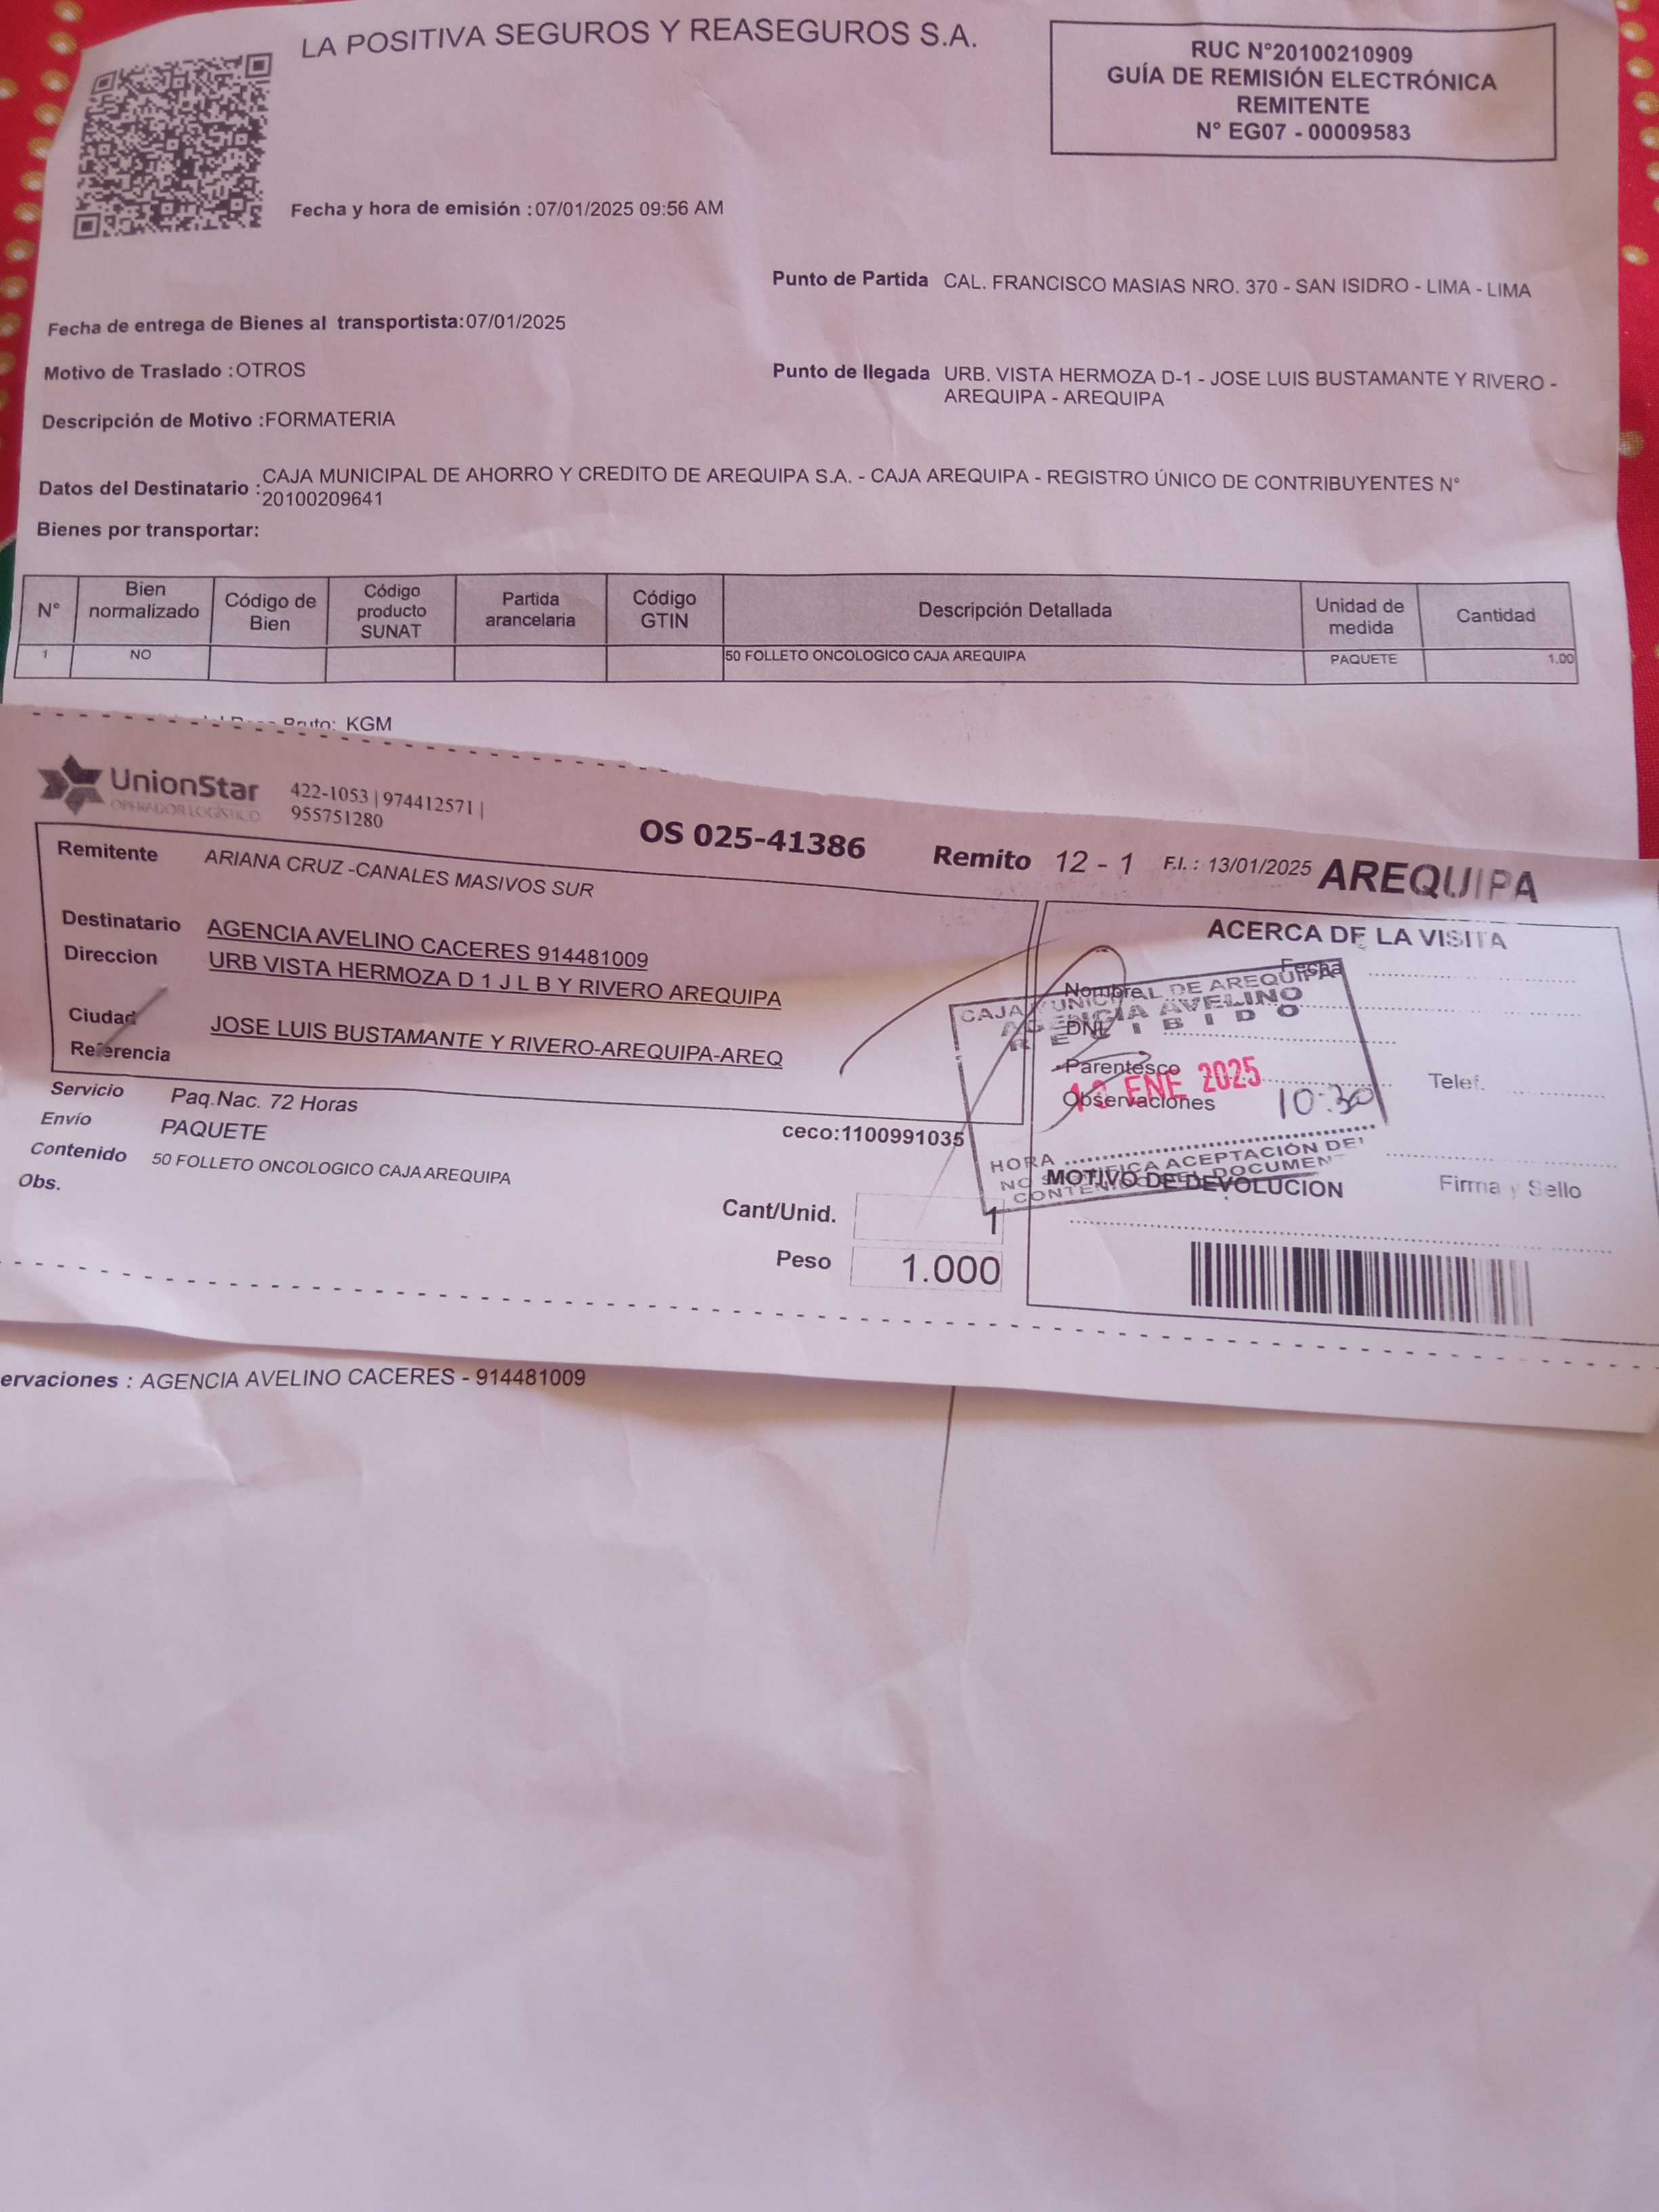 LA POSITIVA SEGUROS Y REASEGUROS S.A.
RUC N°20100210909
GUÍA DE REMISIÓN ELECTRÓNICA
REMITENTE
N° EG07 - 00009583
Fecha y hora de emisión :07/01/2025 09:56 AM
Punto de Partida CAL. FRANCISCO MASIAS NRO. 370 - SAN ISIDRO - LIMA - LIMA
Fecha de entrega de Bienes al transportista:07/01/2025
Motivo de Traslado :OTROS
Punto de llegada URB. VISTA HERMOZA D-1 - JOSE LUIS BUSTAMANTE Y RIVERO -
AREQUIPA - AREQUIPA
Descripción de Motivo :FORMATERIA
Datos del Destinatario :CAJA MUNICIPAL DE AHORRO Y CREDITO DE AREQUIPA S.A. - CAJA AREQUIPA - REGISTRO ÚNICO DE CONTRIBUYENTES N°
20100209641
Bienes por transportar:
N° Bien normalizado Código de Bien Código producto SUNAT Partida arancelaria Código GTIN Descripción Detallada Unidad de medida Cantidad
1 NO 50 FOLLETO ONCOLOGICO CAJA AREQUIPA PAQUETE 1.00
Bruto: KGM
UnionStar
OPERADOR LOGÍSTICO
422-1053 | 974412571 |
955751280
OS 025-41386
Remito 12 - 1 F.I. : 13/01/2025 AREQUIPA
Remitente ARIANA CRUZ -CANALES MASIVOS SUR
Destinatario AGENCIA AVELINO CACERES 914481009
Direccion URB VISTA HERMOZA D 1 J L B Y RIVERO AREQUIPA
Ciudad JOSE LUIS BUSTAMANTE Y RIVERO-AREQUIPA-AREQ
Referencia
Servicio Paq.Nac. 72 Horas
Envío PAQUETE
Contenido 50 FOLLETO ONCOLOGICO CAJA AREQUIPA
Obs.
ceco:1100991035
Cant/Unid. 1
Peso 1.000
ACERCA DE LA VISITA
Fecha
Nombre
DNI
Parentesco
Telef.
Observaciones
CAJA MUNICIPAL DE AREQUIPA
AGENCIA AVELINO
RECIBIDO
ENE 2025
10:30
HORA
ACEPTACIÓN DE
MOTIVO DE DEVOLUCION
Firma y Sello
ervaciones : AGENCIA AVELINO CACERES - 914481009